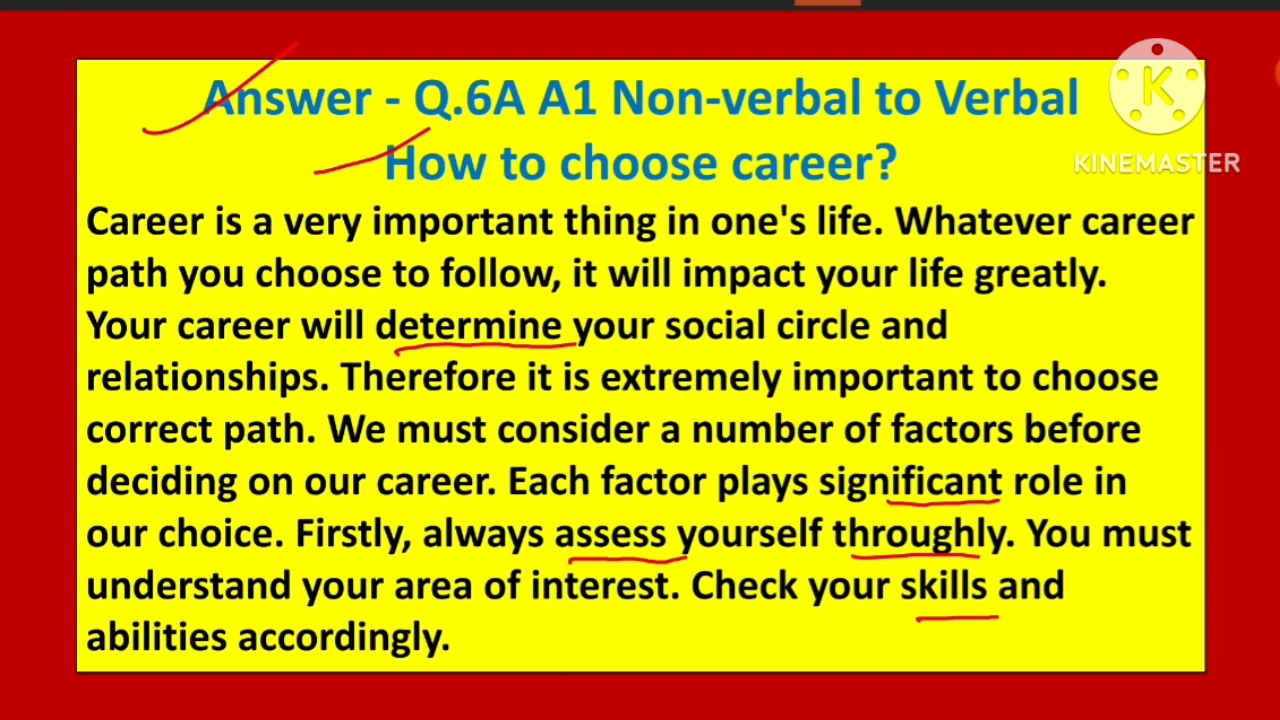 Answer - Q.6A A1 Non-verbal to Verbal
How to choose career?
KINEMASTER
Career is a very important thing in one's life. Whatever career
path you choose to follow, it will impact your life greatly.
Your career will determine your social circle and
relationships. Therefore it is extremely important to choose
correct path. We must consider a number of factors before
deciding on our career. Each factor plays significant role in
our choice. Firstly, always assess yourself throughly. You must
understand your area of interest. Check your skills and
abilities accordingly.